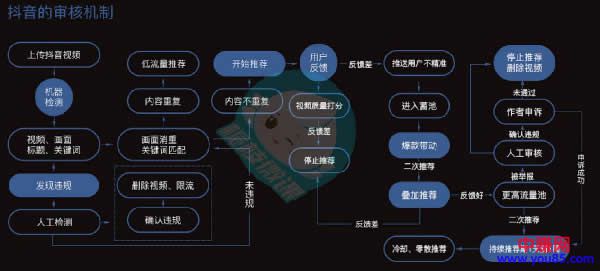 抖音的审核机制
上传抖音视频
机器
检测
视频、画面
标题、关键词
发现违规
人工检测
低流量推荐
内容重复
画面消重
关键词匹配
删除视频、限流
确认违规
未违规
开始推荐
内容不重复
用户
反馈
反馈差
视频质量打分
反馈差
停止推荐
推送用户不精准
进入蓄池
爆款带动
二次推荐
叠加推荐
反馈差
反馈好
停止推荐
删除视频
未通过
作者申诉
确认违规
人工审核
被举报
更高流量池
二次推荐
申诉成功
冷却、零散推荐
www.you85.com